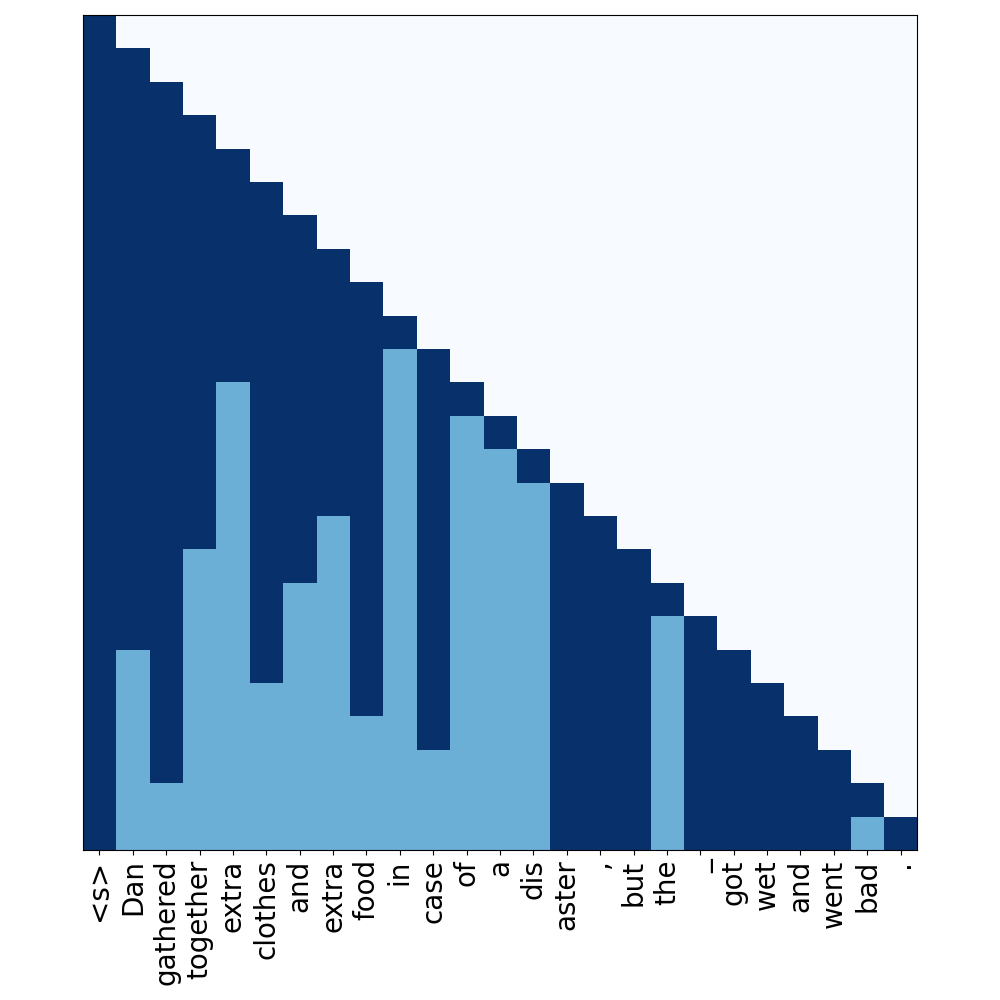 <s>
Dan
gathered
together
extra
clothes
and
extra
food
in
case
of
a
dis
aster
,
but
the
_
got
wet
and
went
bad
.